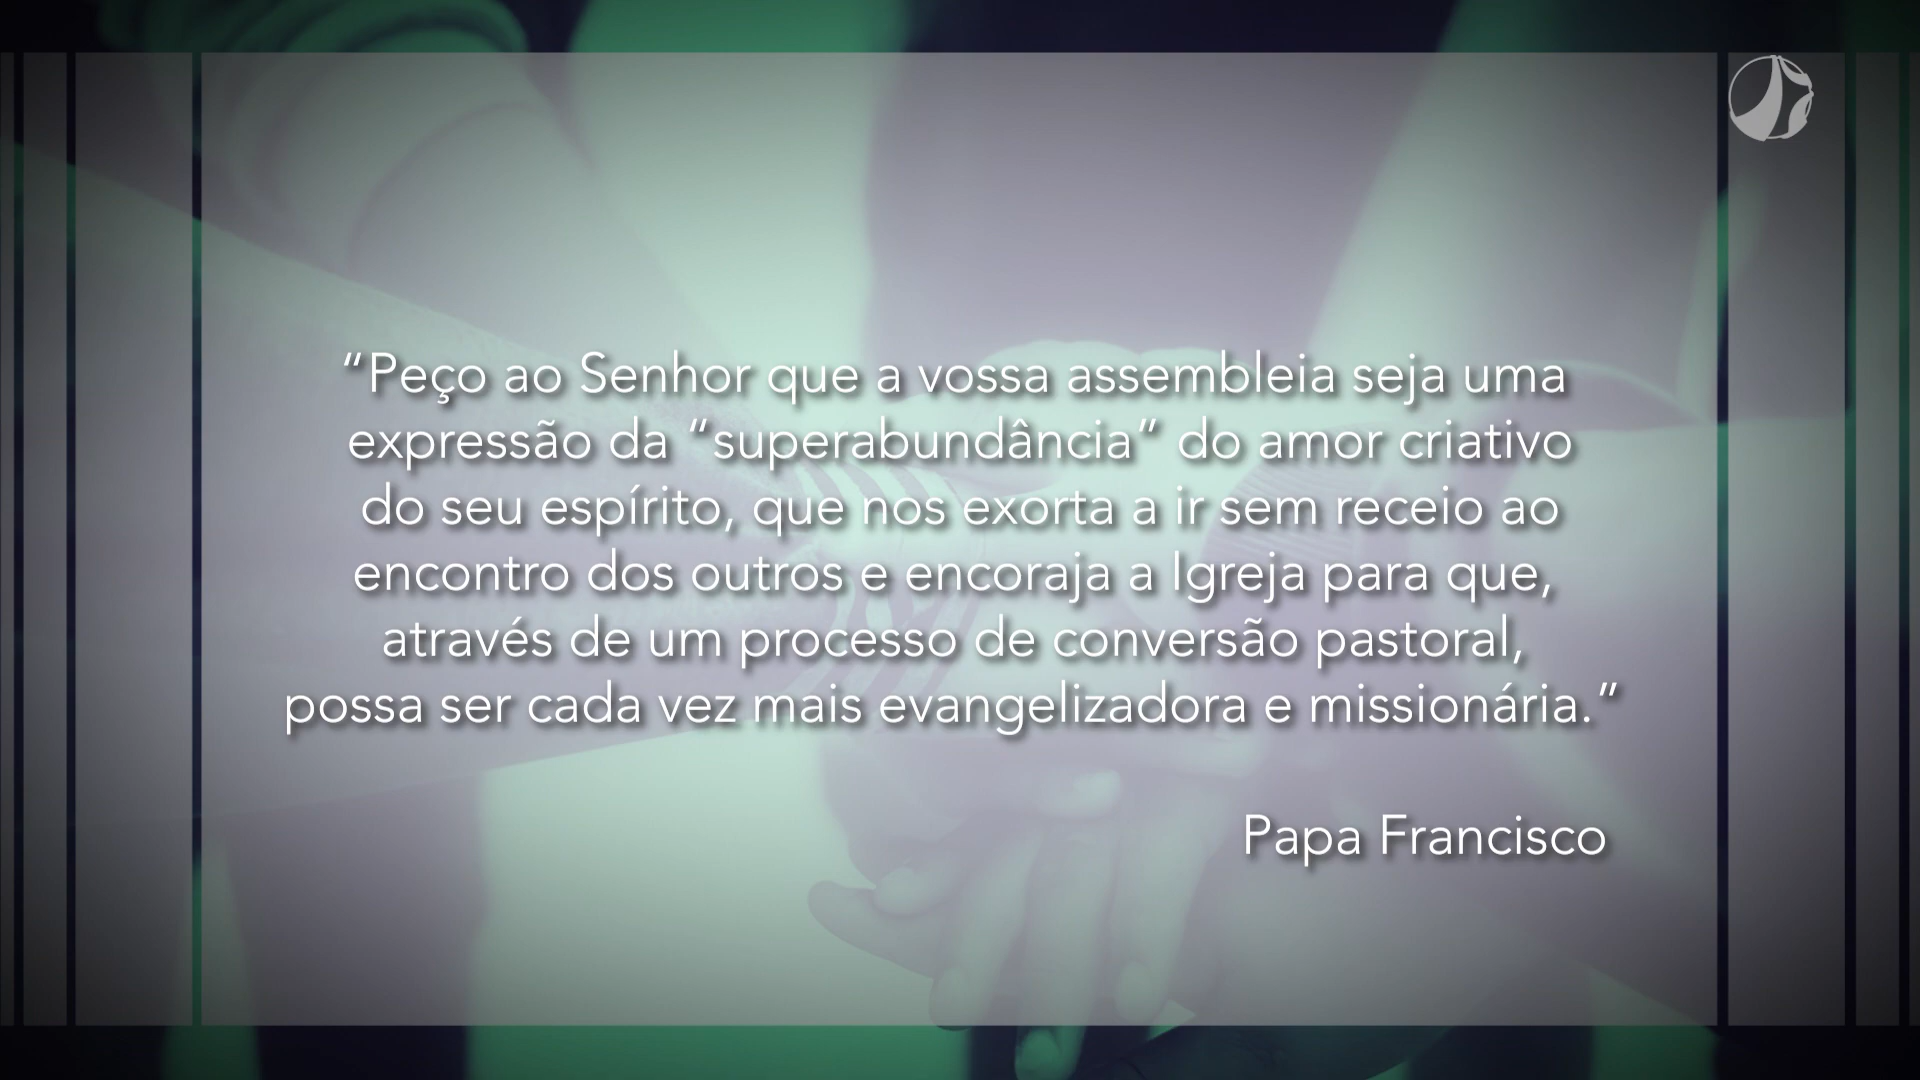 “Peço ao Senhor que a vossa assembleia seja uma
expressão da “superabundância” do amor criativo
do seu espírito, que nos exorta a ir sem receio ao
encontro dos outros e encoraja a Igreja para que,
através de um processo de conversão pastoral,
possa ser cada vez mais evangelizadora e missionária.”
Papa Francisco